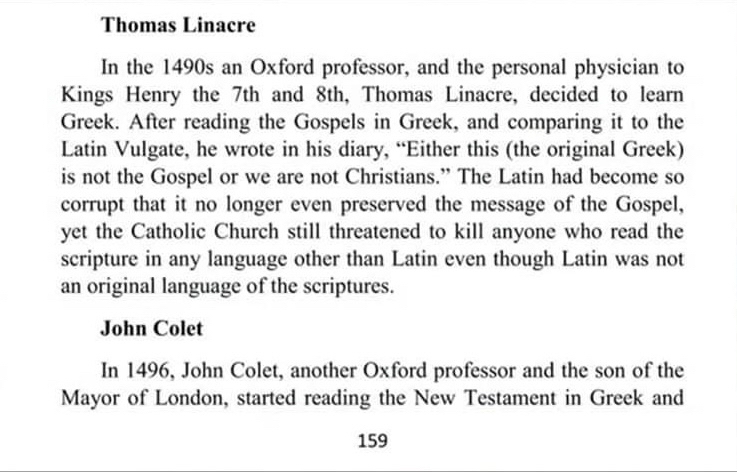 Thomas Linacre
In the 1490s an Oxford professor, and the personal physician to
Kings Henry the 7th and 8th, Thomas Linacre, decided to learn
Greek. After reading the Gospels in Greek, and comparing it to the
Latin Vulgate, he wrote in his diary, “Either this (the original Greek)
is not the Gospel or we are not Christians.” The Latin had become so
corrupt that it no longer even preserved the message of the Gospel,
yet the Catholic Church still threatened to kill anyone who read the
scripture in any language other than Latin even though Latin was not
an original language of the scriptures.
John Colet
In 1496, John Colet, another Oxford professor and the son of the
Mayor of London, started reading the New Testament in Greek and
159